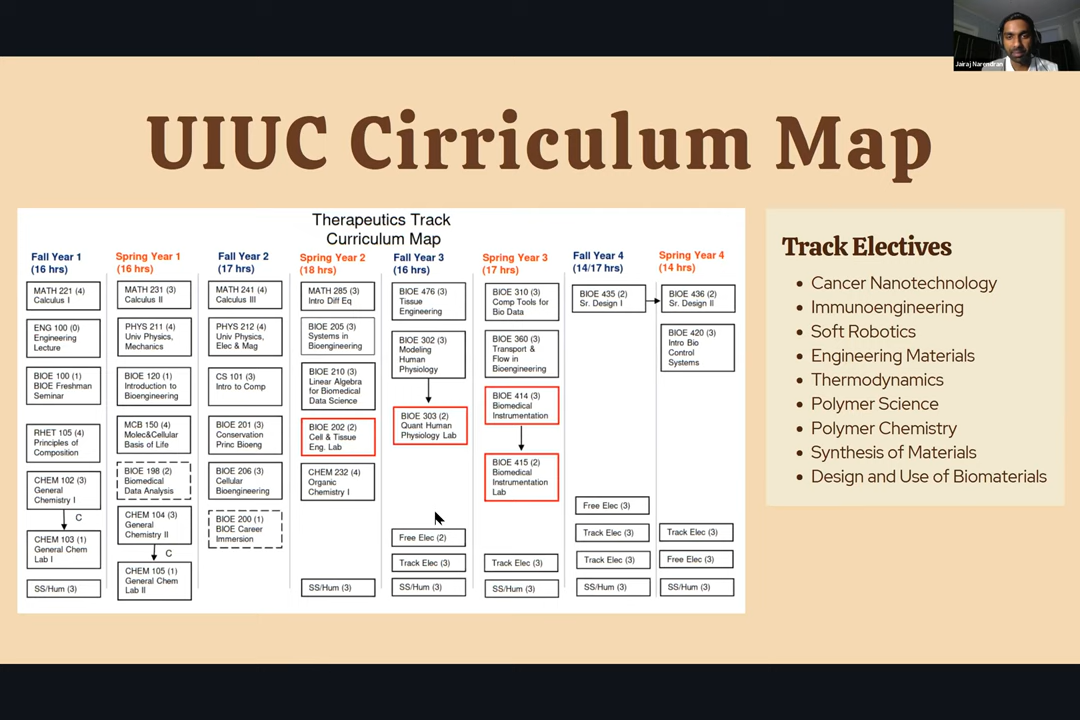 Jairaj Narendran
UIUC Cirriculum Map
Therapeutics Track
Curriculum Map
Fall Year 1
(16 hrs)
MATH 221 (4)
Calculus I
ENG 100 (0)
Engineering
Lecture
BIOE 100 (1)
BIOE Freshman
Seminar
RHET 105 (4)
Principles of
Composition
CHEM 102 (3)
General
Chemistry I
C
CHEM 103 (1)
General Chem
Lab I
SS/Hum (3)
Spring Year 1
(16 hrs)
MATH 231 (3)
Calculus II
PHYS 211 (4)
Univ Physics,
Mechanics
BIOE 120 (1)
Introduction to
Bioengineering
MCB 150 (4)
Molec&Cellular
Basis of Life
BIOE 198 (2)
Biomedical
Data Analysis
CHEM 104 (3)
General
Chemistry II
C
CHEM 105 (1)
General Chem
Lab II
Fall Year 2
(17 hrs)
MATH 241 (4)
Calculus III
PHYS 212 (4)
Univ Physics,
Elec & Mag
CS 101 (3)
Intro to Comp
BIOE 201 (3)
Conservation
Princ Bioeng
BIOE 206 (3)
Cellular
Bioengineering
BIOE 200 (1)
BIOE Career
Immersion
Spring Year 2
(18 hrs)
MATH 285 (3)
Intro Diff Eq
BIOE 205 (3)
Systems in
Bioengineering
BIOE 210 (3)
Linear Algebra
for Biomedical
Data Science
BIOE 202 (2)
Cell & Tissue
Eng. Lab
CHEM 232 (4)
Organic
Chemistry I
SS/Hum (3)
Fall Year 3
(16 hrs)
BIOE 476 (3)
Tissue
Engineering
BIOE 302 (3)
Modeling
Human
Physiology
BIOE 303 (2)
Quant Human
Physiology Lab
Free Elec (2)
Track Elec (3)
SS/Hum (3)
Spring Year 3
(17 hrs)
BIOE 310 (3)
Comp Tools for
Bio Data
BIOE 360 (3)
Transport &
Flow in
Bioengineering
BIOE 414 (3)
Biomedical
Instrumentation
BIOE 415 (2)
Biomedical
Instrumentation
Lab
Track Elec (3)
SS/Hum (3)
Fall Year 4
(14/17 hrs)
BIOE 435 (2)
Sr. Design I
Free Elec (3)
Track Elec (3)
Track Elec (3)
SS/Hum (3)
Spring Year 4
(14 hrs)
BIOE 436 (2)
Sr. Design II
BIOE 420 (3)
Intro Bio
Control
Systems
Track Elec (3)
Free Elec (3)
SS/Hum (3)
Track Electives
• Cancer Nanotechnology
• Immunoengineering
• Soft Robotics
• Engineering Materials
• Thermodynamics
• Polymer Science
• Polymer Chemistry
• Synthesis of Materials
• Design and Use of Biomaterials